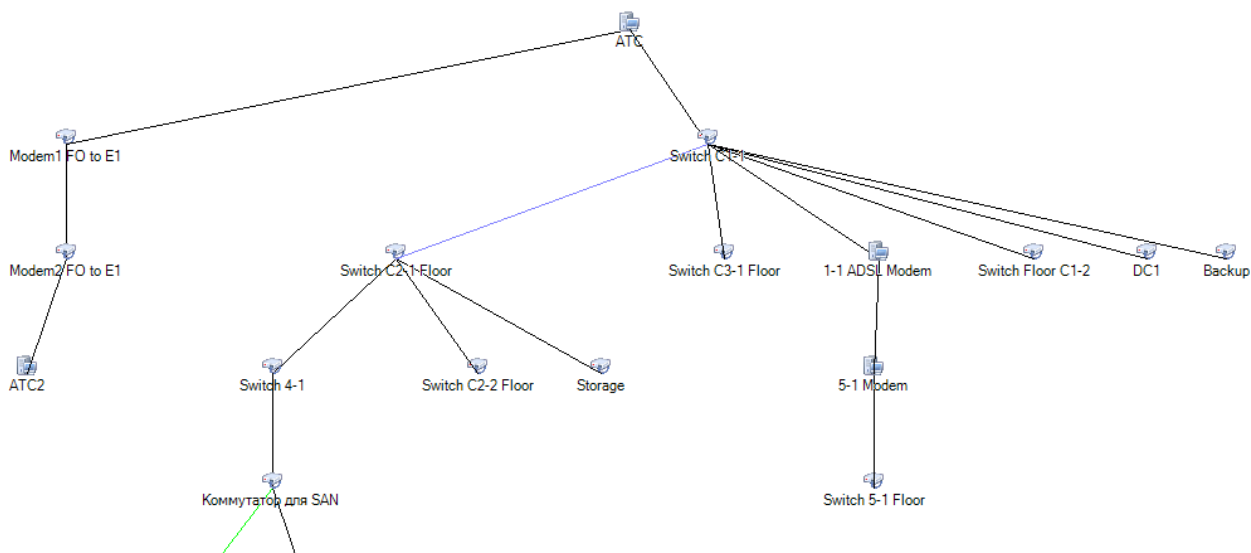 ATC
Modem1 FO to E1
Switch C1-1
Modem2 FO to E1
Switch C2-1 Floor
Switch C3-1 Floor
1-1 ADSL Modem
Switch Floor C1-2
DC1
Backup
ATC2
Switch 4-1
Switch C2-2 Floor
Storage
5-1 Modem
Коммутатор для SAN
Switch 5-1 Floor